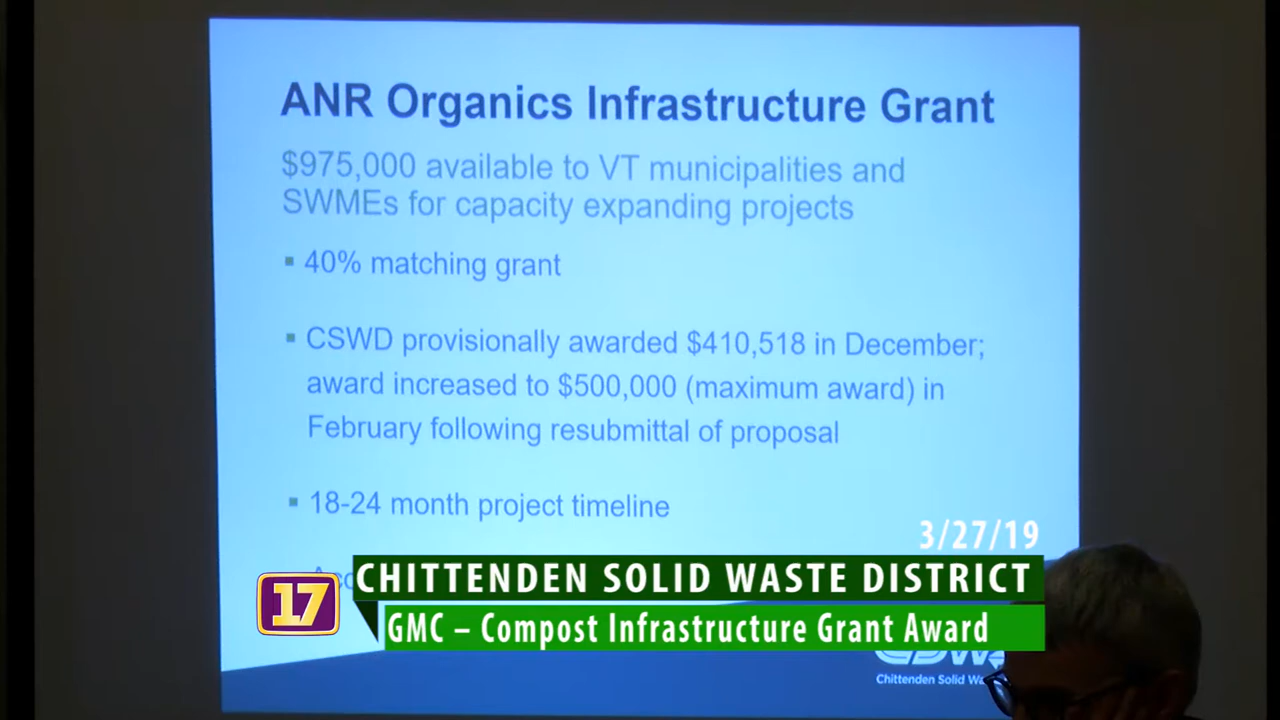 ANR Organics Infrastructure Grant
$975,000 available to VT municipalities and
SWMEs for capacity expanding projects
▪ 40% matching grant
▪ CSWD provisionally awarded $410,518 in December;
award increased to $500,000 (maximum award) in
February following resubmittal of proposal
▪ 18-24 month project timeline
3/27/19
17
CHITTENDEN SOLID WASTE DISTRICT
GMC – Compost Infrastructure Grant Award
Chittenden Solid